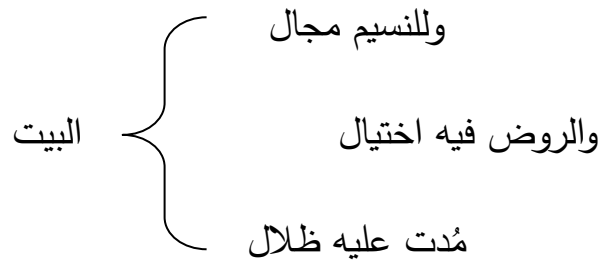 وللنسيم مجال
والروض فيه اختيال
البيت
مُدت عليه ظلال